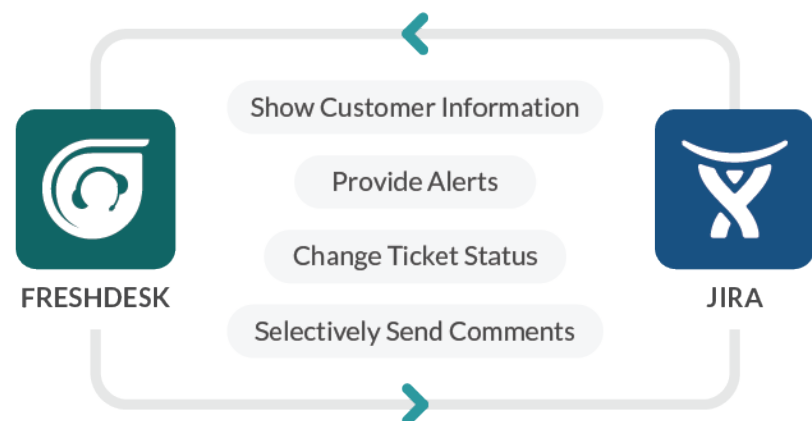 Show Customer Information
Provide Alerts
Change Ticket Status
Selectively Send Comments
FRESHDESK
JIRA